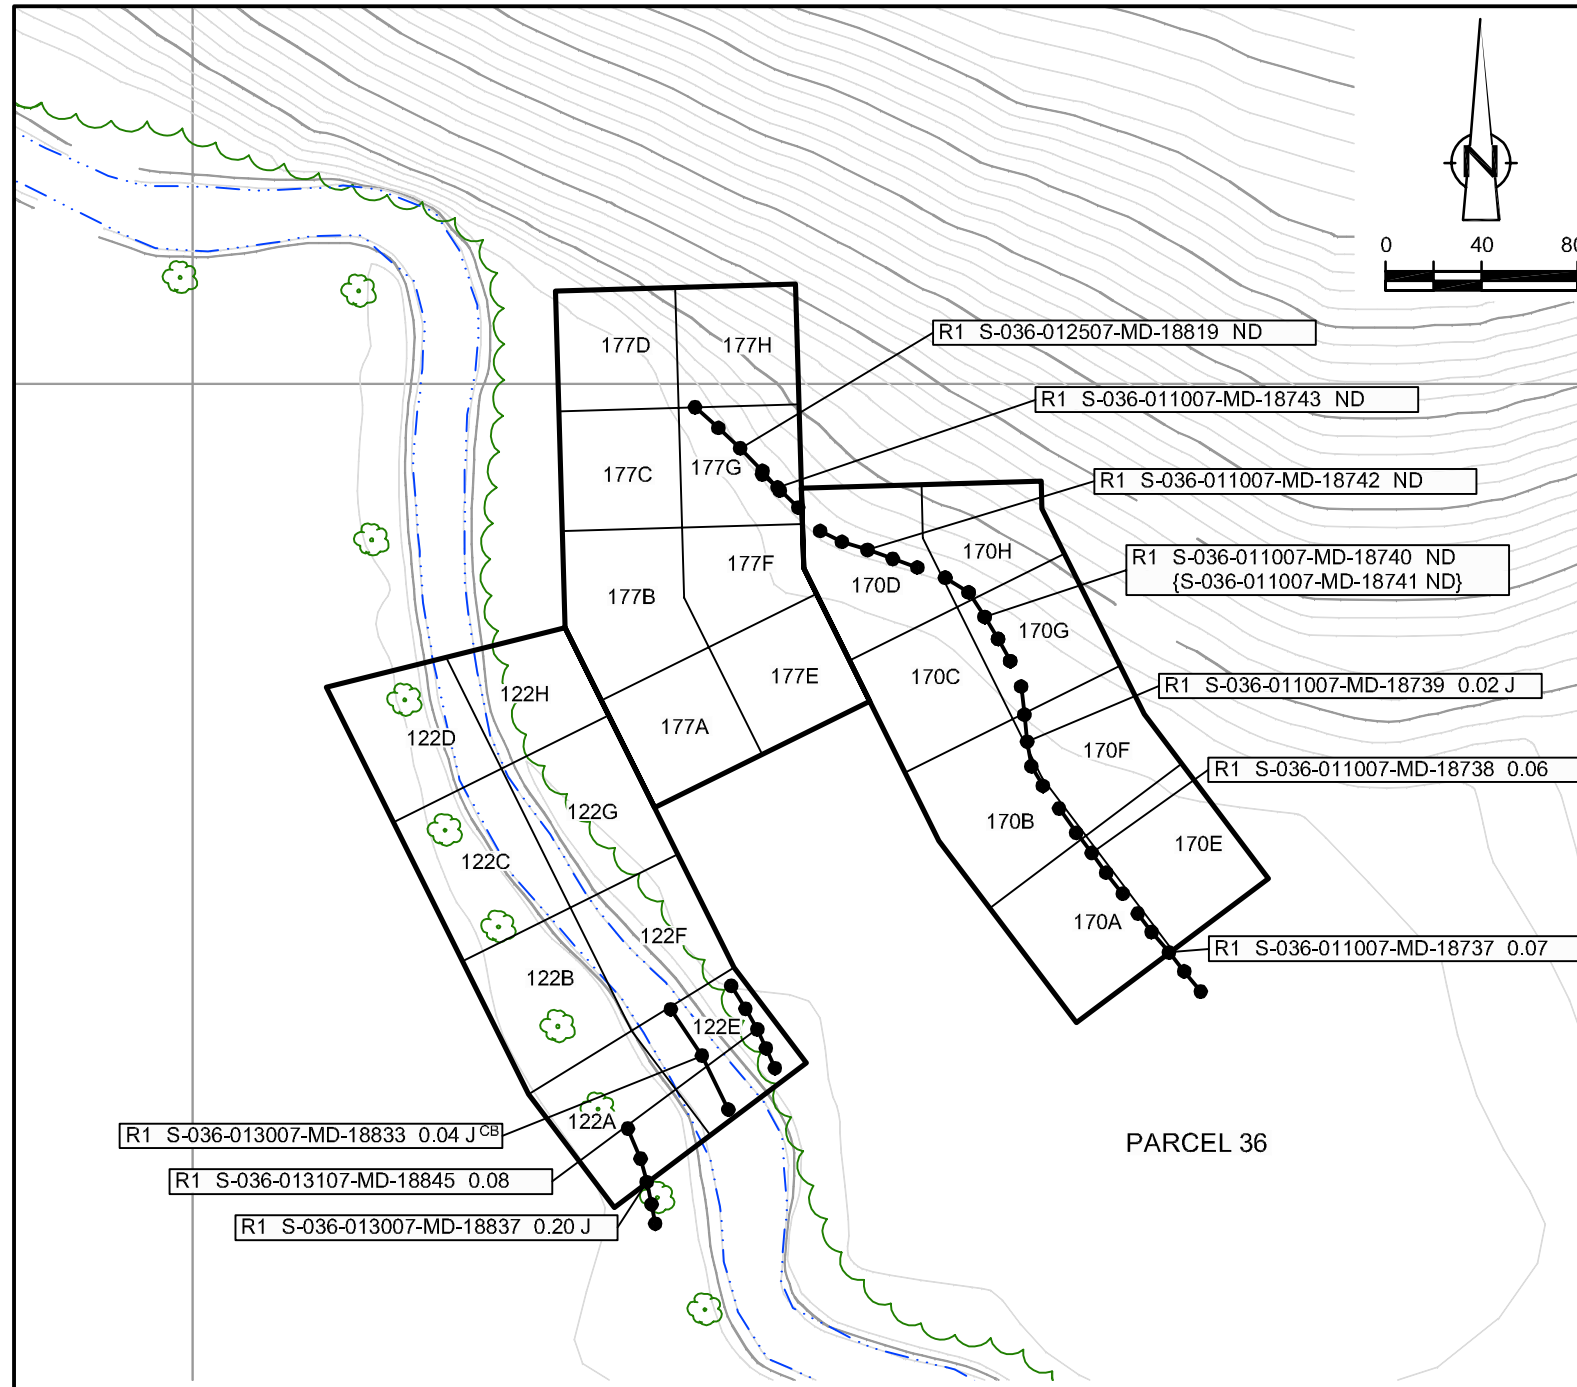 N
0 40 80
177D 177H
R1 S-036-012507-MD-18819 ND
R1 S-036-011007-MD-18743 ND
177C 177G
R1 S-036-011007-MD-18742 ND
170H
R1 S-036-011007-MD-18740 ND
{S-036-011007-MD-18741 ND}
177F
170D
177B
170G
177E
170C
122H
R1 S-036-011007-MD-18739 0.02 J
177A
122D
170F
R1 S-036-011007-MD-18738 0.06
122G
170B
170E
122C
170A
122F
R1 S-036-011007-MD-18737 0.07
122B
122E
122A
R1 S-036-013007-MD-18833 0.04 J CB
PARCEL 36
R1 S-036-013107-MD-18845 0.08
R1 S-036-013007-MD-18837 0.20 J